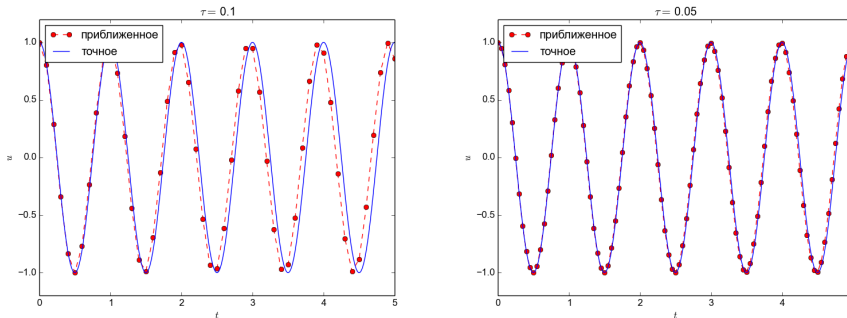 τ = 0.1
приближенное
точное
1.0
0.5
0.0
−0.5
−1.0
u
0
1
2
3
4
5
t
τ = 0.05
приближенное
точное
1.0
0.5
0.0
−0.5
−1.0
u
0
1
2
3
4
t